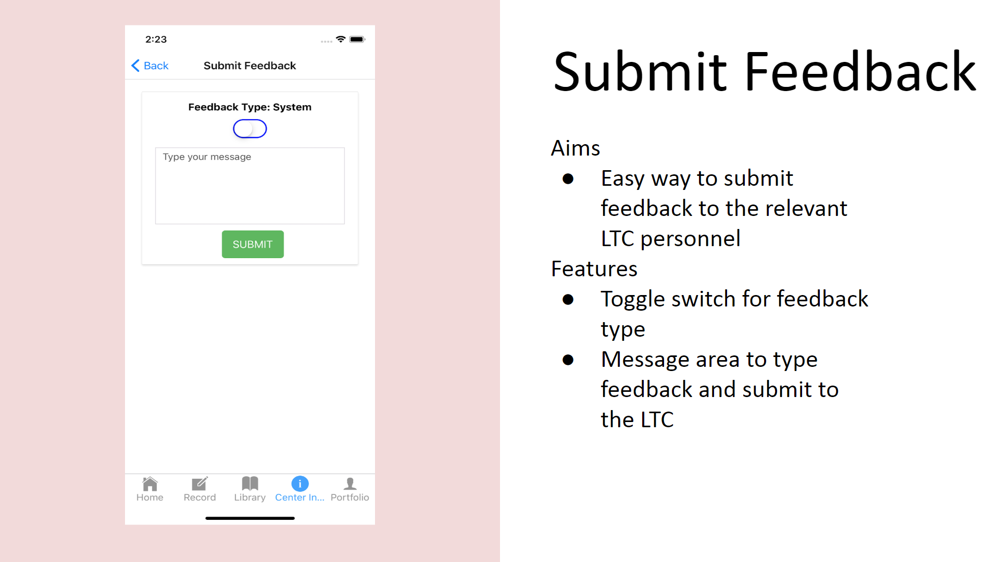 2:23
Back
Submit Feedback
Feedback Type: System
Type your message
SUBMIT
Home
Record
Library
Center In...
Portfolio
Submit Feedback
Aims
● Easy way to submit
feedback to the relevant
LTC personnel
Features
● Toggle switch for feedback
type
● Message area to type
feedback and submit to
the LTC